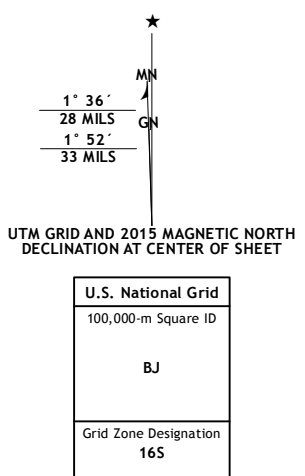 MN
1° 36´
28 MILS
GN
1° 52´
33 MILS
UTM GRID AND 2015 MAGNETIC NORTH
DECLINATION AT CENTER OF SHEET
U.S. National Grid
100,000-m Square ID
BJ
Grid Zone Designation
16S